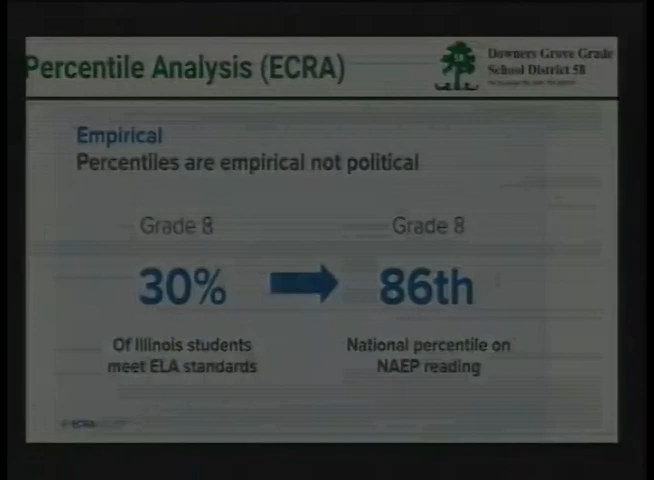 Percentile Analysis (ECRA)
Downers Grove Grade
School District 58
Empirical
Percentiles are empirical not political
Grade 8
30%
Of Illinois students
meet ELA standards
Grade 8
86th
National percentile on
NAEP reading
ECRA